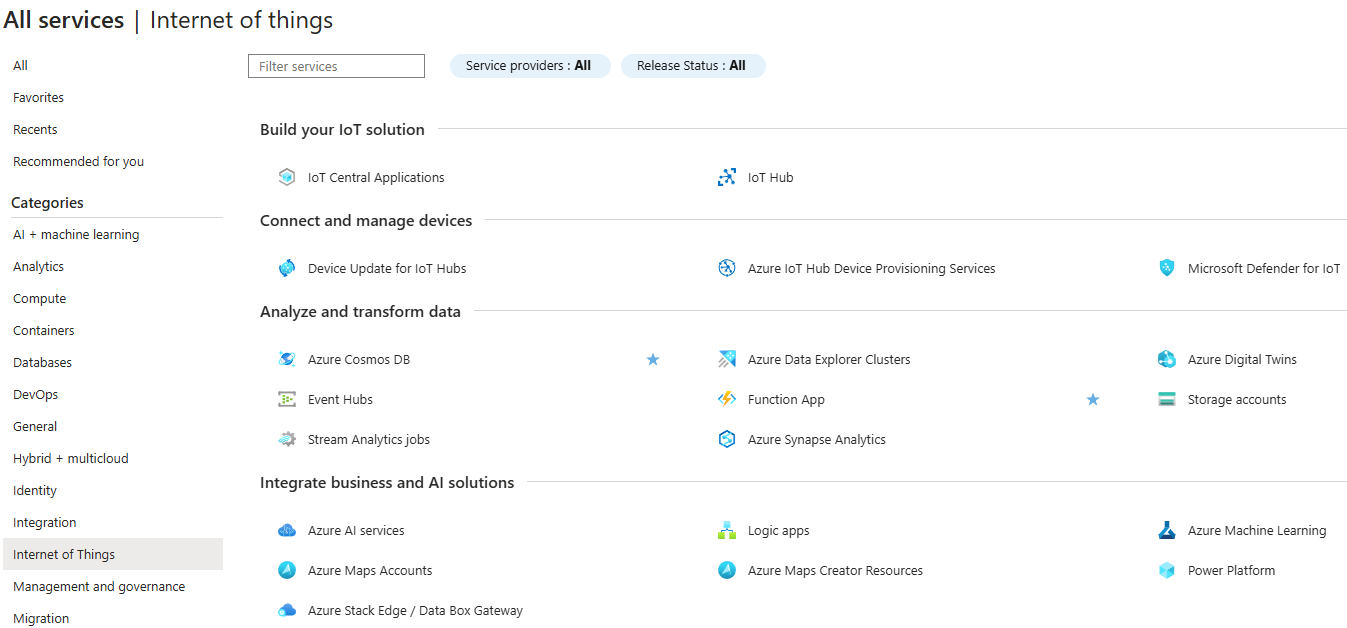 All services | Internet of things
All
Favorites
Recents
Recommended for you
Categories
AI + machine learning
Analytics
Compute
Containers
Databases
DevOps
General
Hybrid + multicloud
Identity
Integration
Internet of Things
Management and governance
Migration
Filter services
Service providers : All
Release Status : All
Build your IoT solution
IoT Central Applications
IoT Hub
Connect and manage devices
Device Update for IoT Hubs
Azure IoT Hub Device Provisioning Services
Microsoft Defender for IoT
Analyze and transform data
Azure Cosmos DB
Azure Data Explorer Clusters
Azure Digital Twins
Event Hubs
Function App
Storage accounts
Stream Analytics jobs
Azure Synapse Analytics
Integrate business and AI solutions
Azure AI services
Logic apps
Azure Machine Learning
Azure Maps Accounts
Azure Maps Creator Resources
Power Platform
Azure Stack Edge / Data Box Gateway